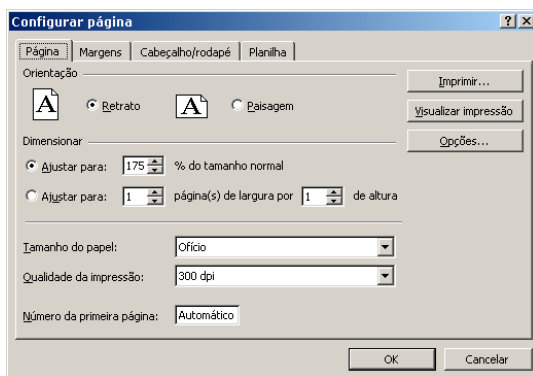 Configurar página
Página Margens Cabeçalho/rodapé Planilha
Orientação
Imprimir...
A Retrato A Paisagem
Visualizar impressão
Dimensionar
Opções...
Ajustar para: 175 % do tamanho normal
Ajustar para: 1 página(s) de largura por 1 de altura
Tamanho do papel: Ofício
Qualidade da impressão: 300 dpi
Número da primeira página: Automático
OK Cancelar